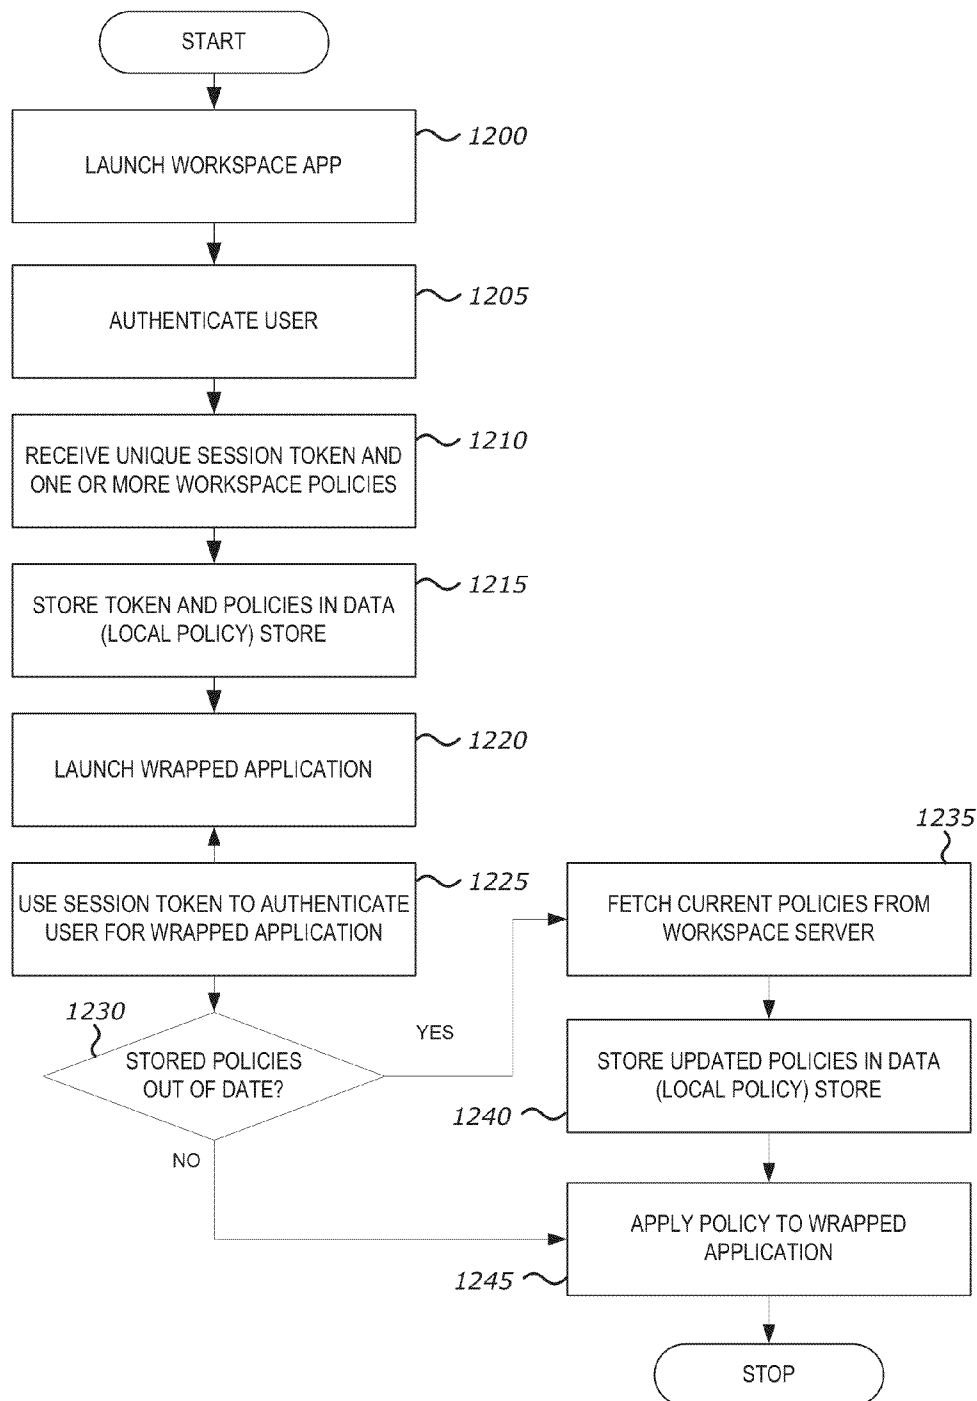 START
1200
LAUNCH WORKSPACE APP
1205
AUTHENTICATE USER
1210
RECEIVE UNIQUE SESSION TOKEN AND
ONE OR MORE WORKSPACE POLICIES
1215
STORE TOKEN AND POLICIES IN DATA
(LOCAL POLICY) STORE
1220
LAUNCH WRAPPED APPLICATION
1225
USE SESSION TOKEN TO AUTHENTICATE
USER FOR WRAPPED APPLICATION
1230
STORED POLICIES
OUT OF DATE?
YES
NO
1235
FETCH CURRENT POLICIES FROM
WORKSPACE SERVER
STORE UPDATED POLICIES IN DATA
(LOCAL POLICY) STORE
1240
APPLY POLICY TO WRAPPED
APPLICATION
1245
STOP